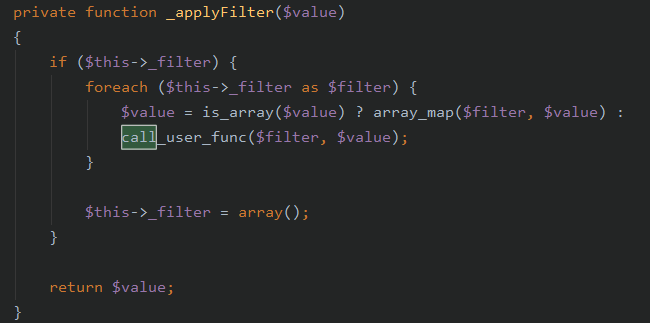 private function _applyFilter($value)
{
if ($this->_filter) {
foreach ($this->_filter as $filter) {
$value = is_array($value) ? array_map($filter, $value) :
call_user_func($filter, $value);
}
$this->_filter = array();
}
return $value;
}